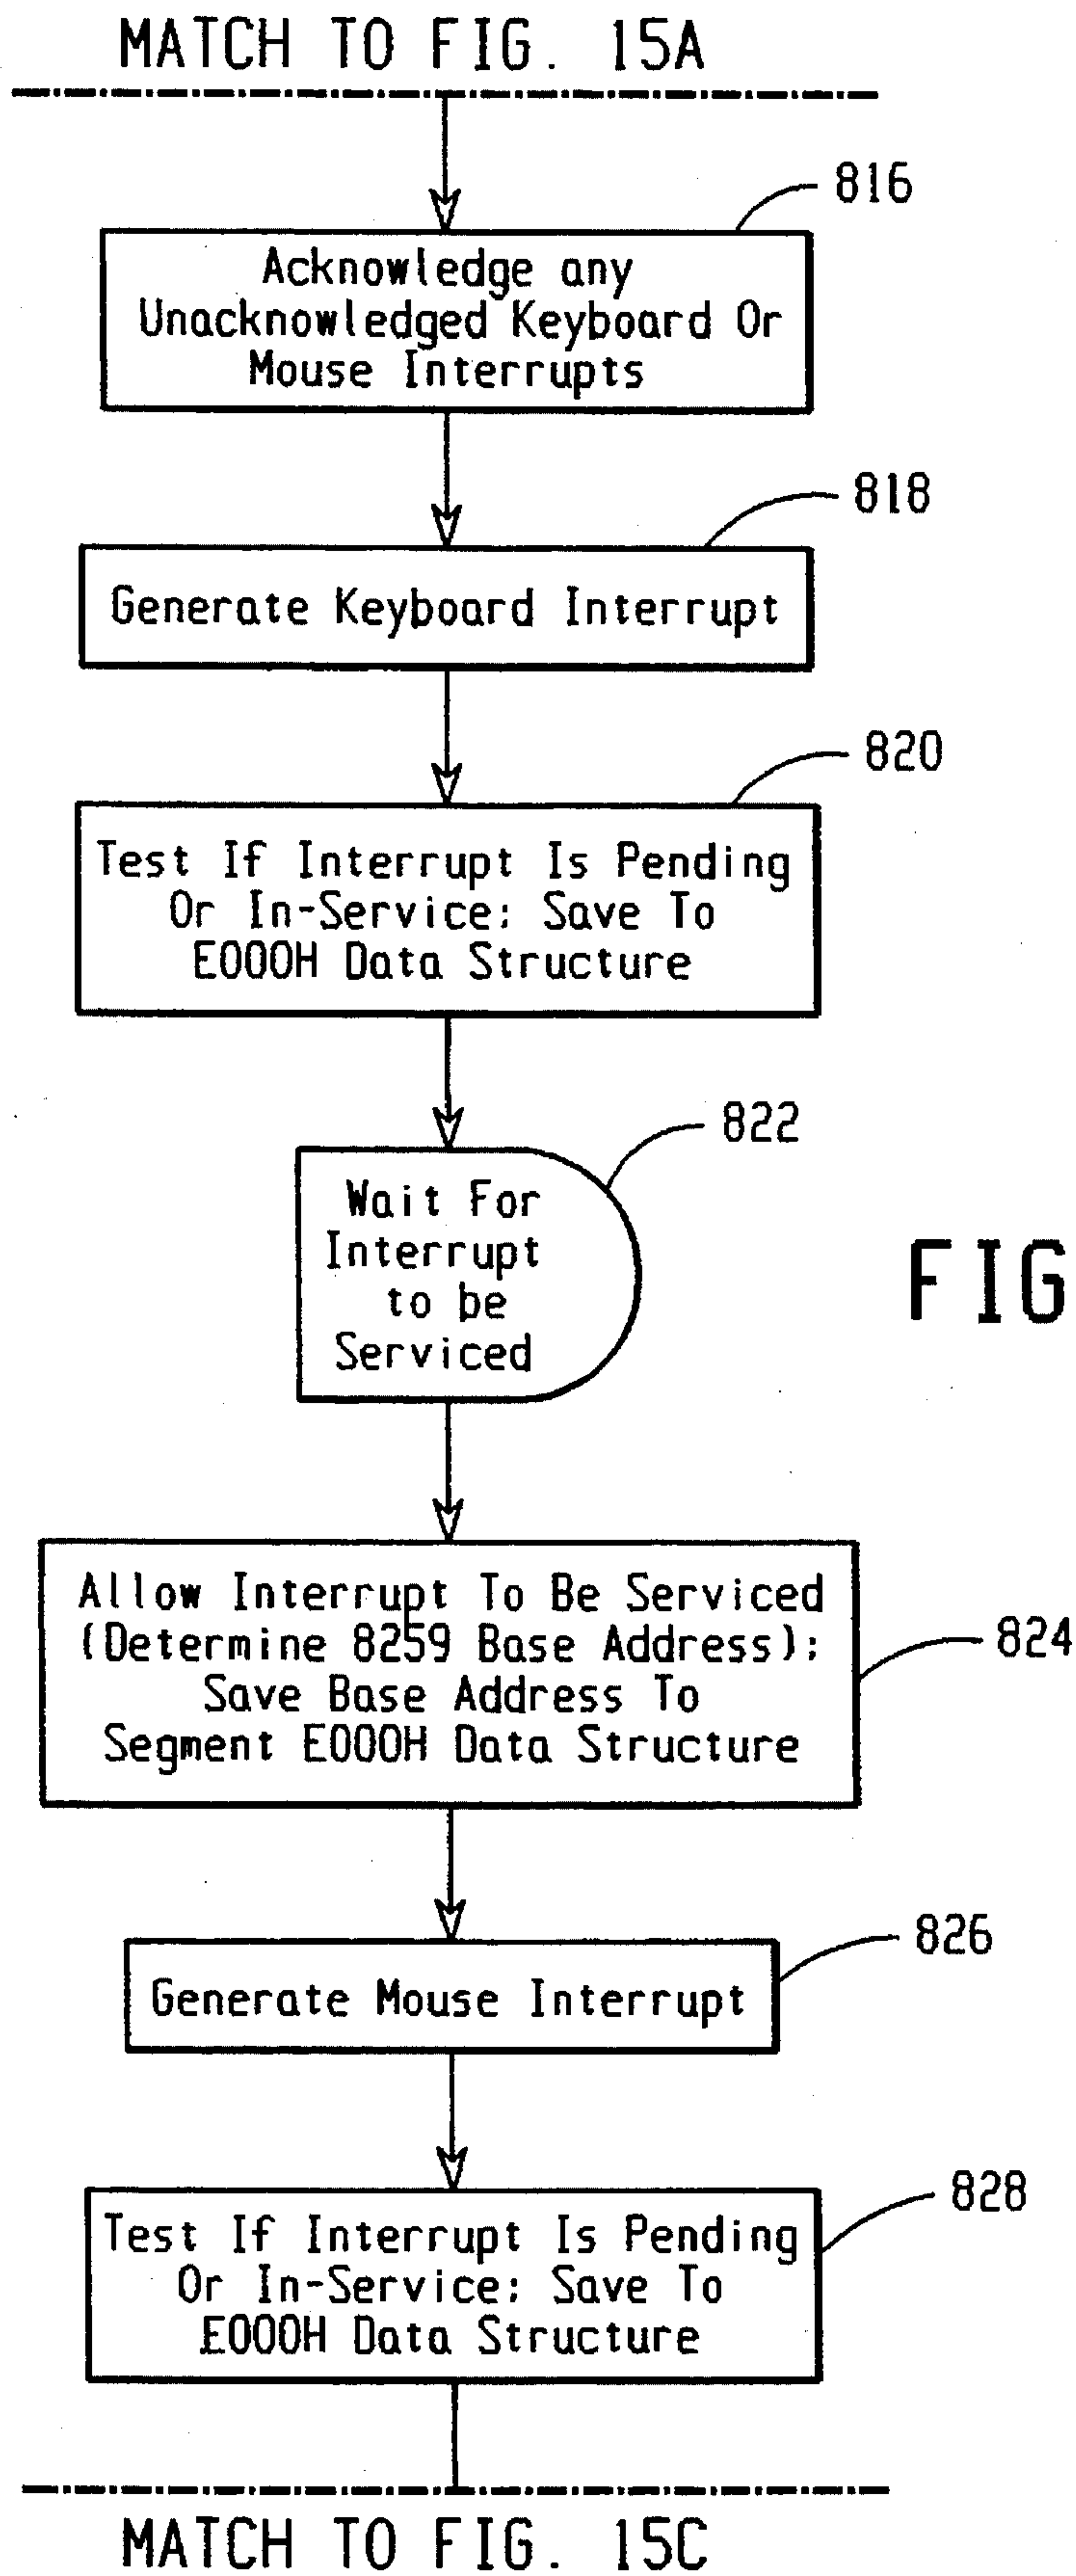 MATCH TO FIG. 15A
816
Acknowledge any
Unacknowledged Keyboard Or
Mouse Interrupts
818
Generate Keyboard Interrupt
820
Test If Interrupt Is Pending
Or In-Service; Save To
E000H Data Structure
822
Wait For
Interrupt
to be
Serviced
FIG
Allow Interrupt To Be Serviced
(Determine 8259 Base Address);
Save Base Address To
Segment E000H Data Structure
824
826
Generate Mouse Interrupt
828
Test If Interrupt Is Pending
Or In-Service; Save To
E000H Data Structure
MATCH TO FIG. 15C